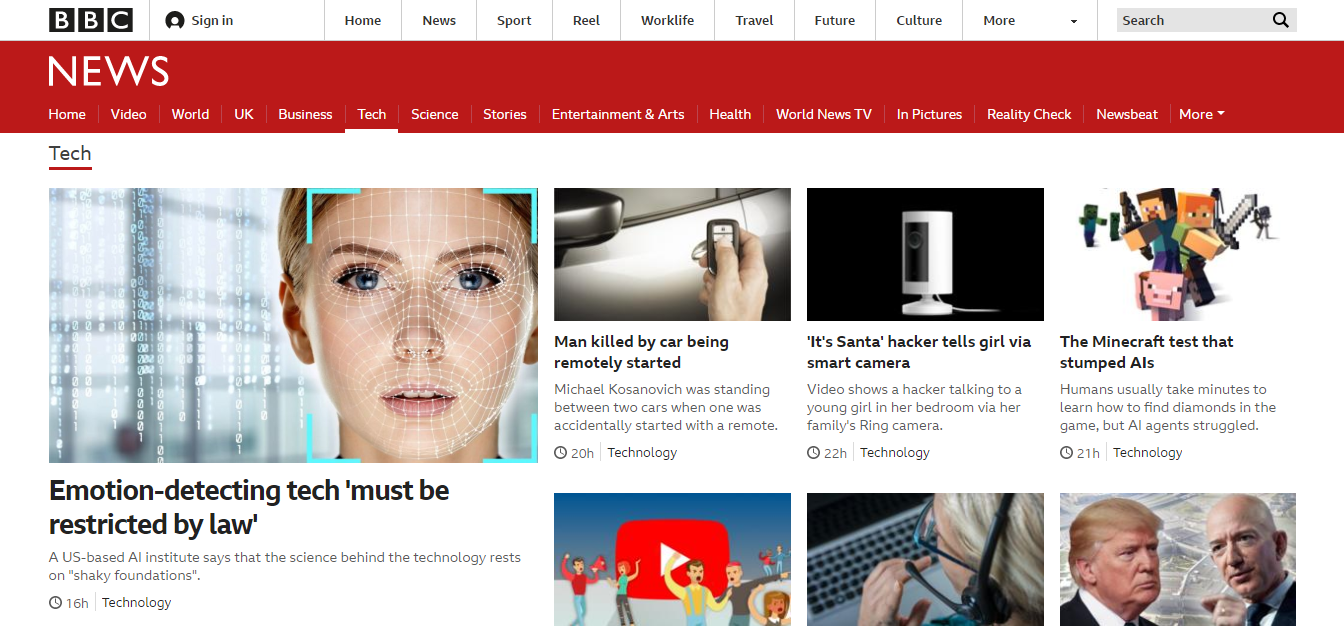 BBC
Sign in
Home
News
Sport
Reel
Worklife
Travel
Future
Culture
More
Search
NEWS
Home
Video
World
UK
Business
Tech
Science
Stories
Entertainment & Arts
Health
World News TV
In Pictures
Reality Check
Newsbeat
More
Tech
Emotion-detecting tech 'must be
restricted by law'
A US-based AI institute says that the science behind the technology rests
on "shaky foundations".
16h
Technology
Man killed by car being
remotely started
Michael Kosanovich was standing
between two cars when one was
accidentally started with a remote.
20h
Technology
'It's Santa' hacker tells girl via
smart camera
Video shows a hacker talking to a
young girl in her bedroom via her
family's Ring camera.
22h
Technology
The Minecraft test that
stumped AIs
Humans usually take minutes to
learn how to find diamonds in the
game, but AI agents struggled.
21h
Technology